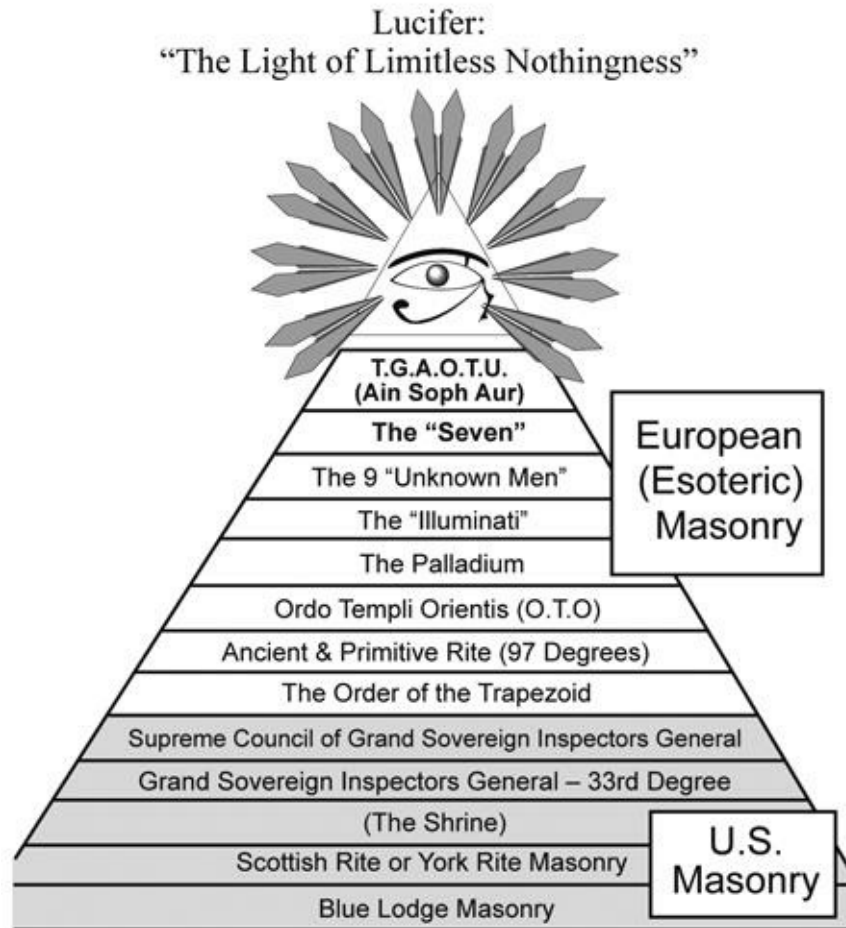 Lucifer:
“The Light of Limitless Nothingness”
T.G.A.O.T.U.
(Ain Soph Aur)
The “Seven”
The 9 “Unknown Men”
The “Illuminati”
The Palladium
Ordo Templi Orientis (O.T.O)
Ancient & Primitive Rite (97 Degrees)
The Order of the Trapezoid
European
(Esoteric)
Masonry
Supreme Council of Grand Sovereign Inspectors General
Grand Sovereign Inspectors General – 33rd Degree
(The Shrine)
Scottish Rite or York Rite Masonry
Blue Lodge Masonry
U.S.
Masonry